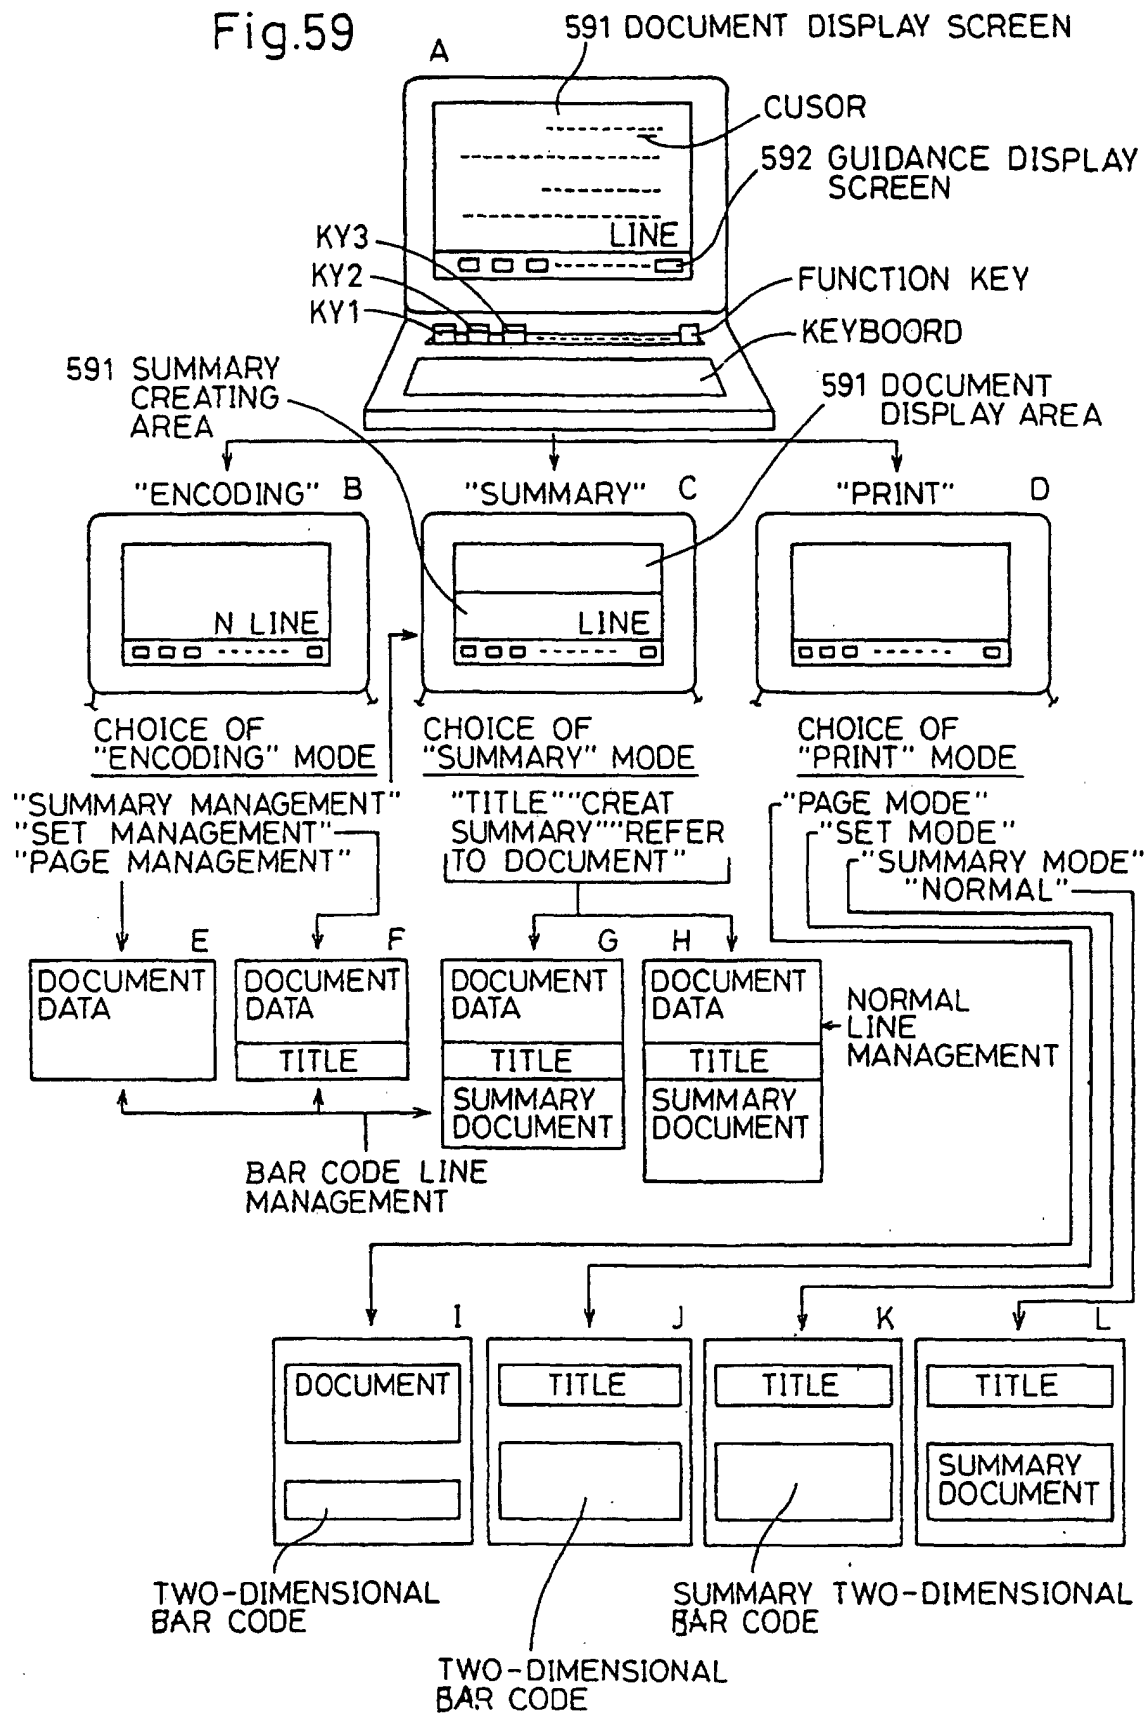 Fig.59
A
591 DOCUMENT DISPLAY SCREEN
CUSOR
592 GUIDANCE DISPLAY
SCREEN
LINE
KY3
KY2
KY1
FUNCTION KEY
KEYBOORD
591 SUMMARY
CREATING
AREA
591 DOCUMENT
DISPLAY AREA
"ENCODING" B
"SUMMARY" C
"PRINT" D
N LINE
LINE
CHOICE OF
"ENCODING" MODE
CHOICE OF
"SUMMARY" MODE
CHOICE OF
"PRINT" MODE
"SUMMARY MANAGEMENT"
"SET MANAGEMENT"
"PAGE MANAGEMENT"
"TITLE""CREAT
SUMMARY""REFER
TO DOCUMENT"
"PAGE MODE"
"SET MODE"
"SUMMARY MODE"
"NORMAL"
E
DOCUMENT
DATA
F
DOCUMENT
DATA
TITLE
G
DOCUMENT
DATA
TITLE
SUMMARY
DOCUMENT
H
DOCUMENT
DATA
TITLE
SUMMARY
DOCUMENT
NORMAL
LINE
MANAGEMENT
BAR CODE LINE
MANAGEMENT
I
DOCUMENT
J
TITLE
K
TITLE
L
TITLE
SUMMARY
DOCUMENT
TWO-DIMENSIONAL
BAR CODE
TWO-DIMENSIONAL
BAR CODE
SUMMARY TWO-DIMENSIONAL
BAR CODE